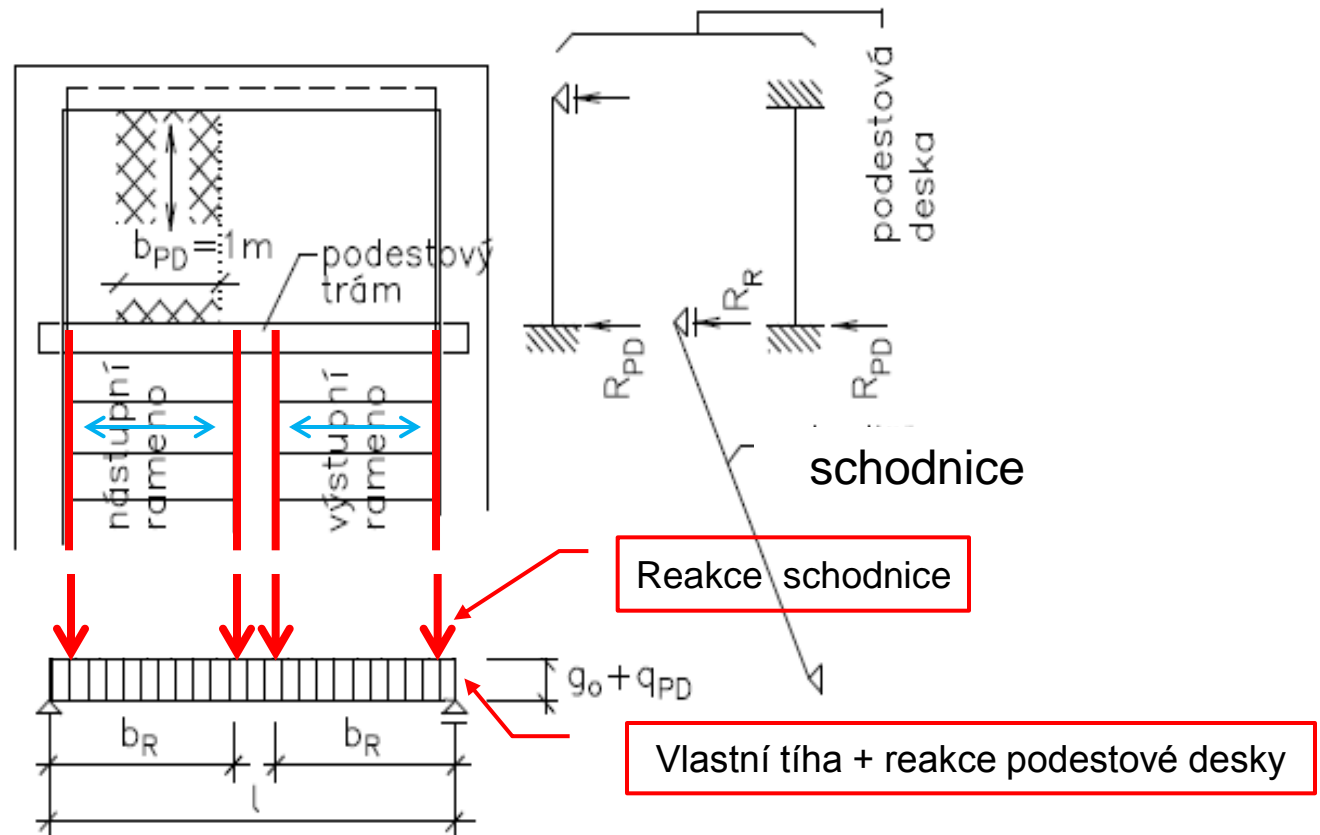 podestová
deska
b_PD=1m
podestový
trám
R_R
R_PD
R_PD
nástupní
rameno
výstupní
rameno
schodnice
Reakce schodnice
g_o+q_PD
b_R
b_R
Vlastní tíha + reakce podestové desky
l